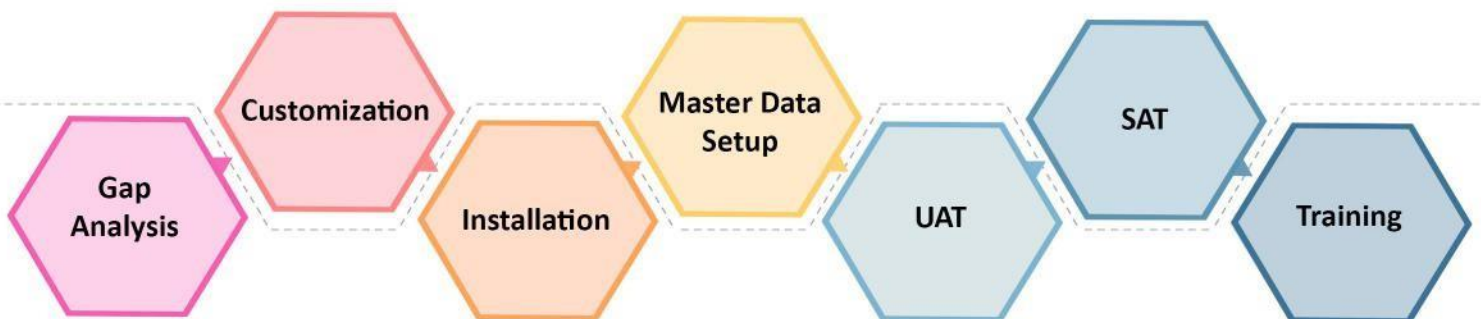 Gap
Analysis
Customization
Installation
Master Data
Setup
UAT
SAT
Training